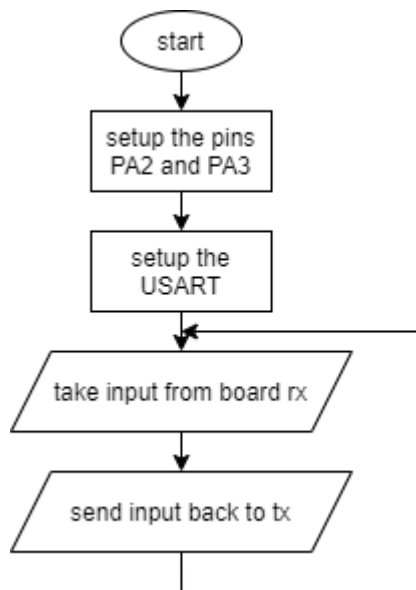 start
setup the pins
PA2 and PA3
setup the
USART
take input from board rx
send input back to tx